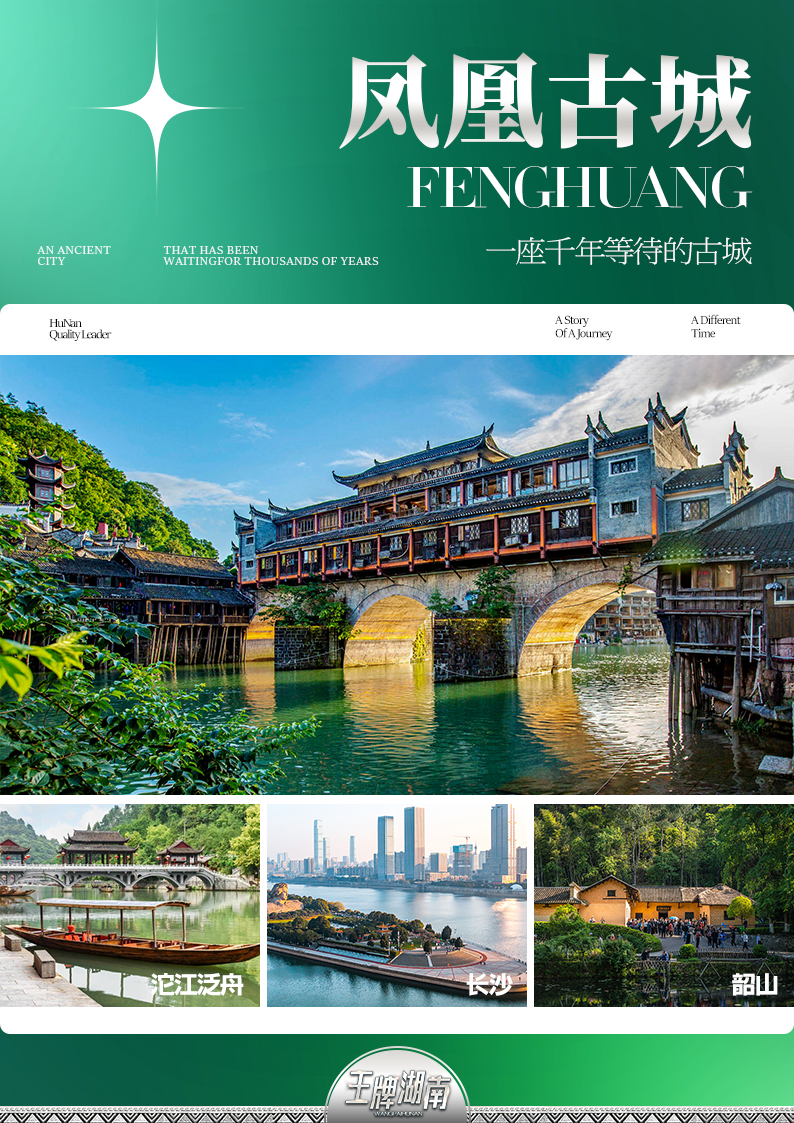 凤凰古城
FENGHUANG
一座千年等待的古城
AN ANCIENT
CITY
THAT HAS BEEN
WAITINGFOR THOUSANDS OF YEARS
HuNan
Quality Leader
A Story
Of A Journey
A Different
Time
沱江泛舟
长沙
韶山
王牌湖南
WANGPAIHUNAN